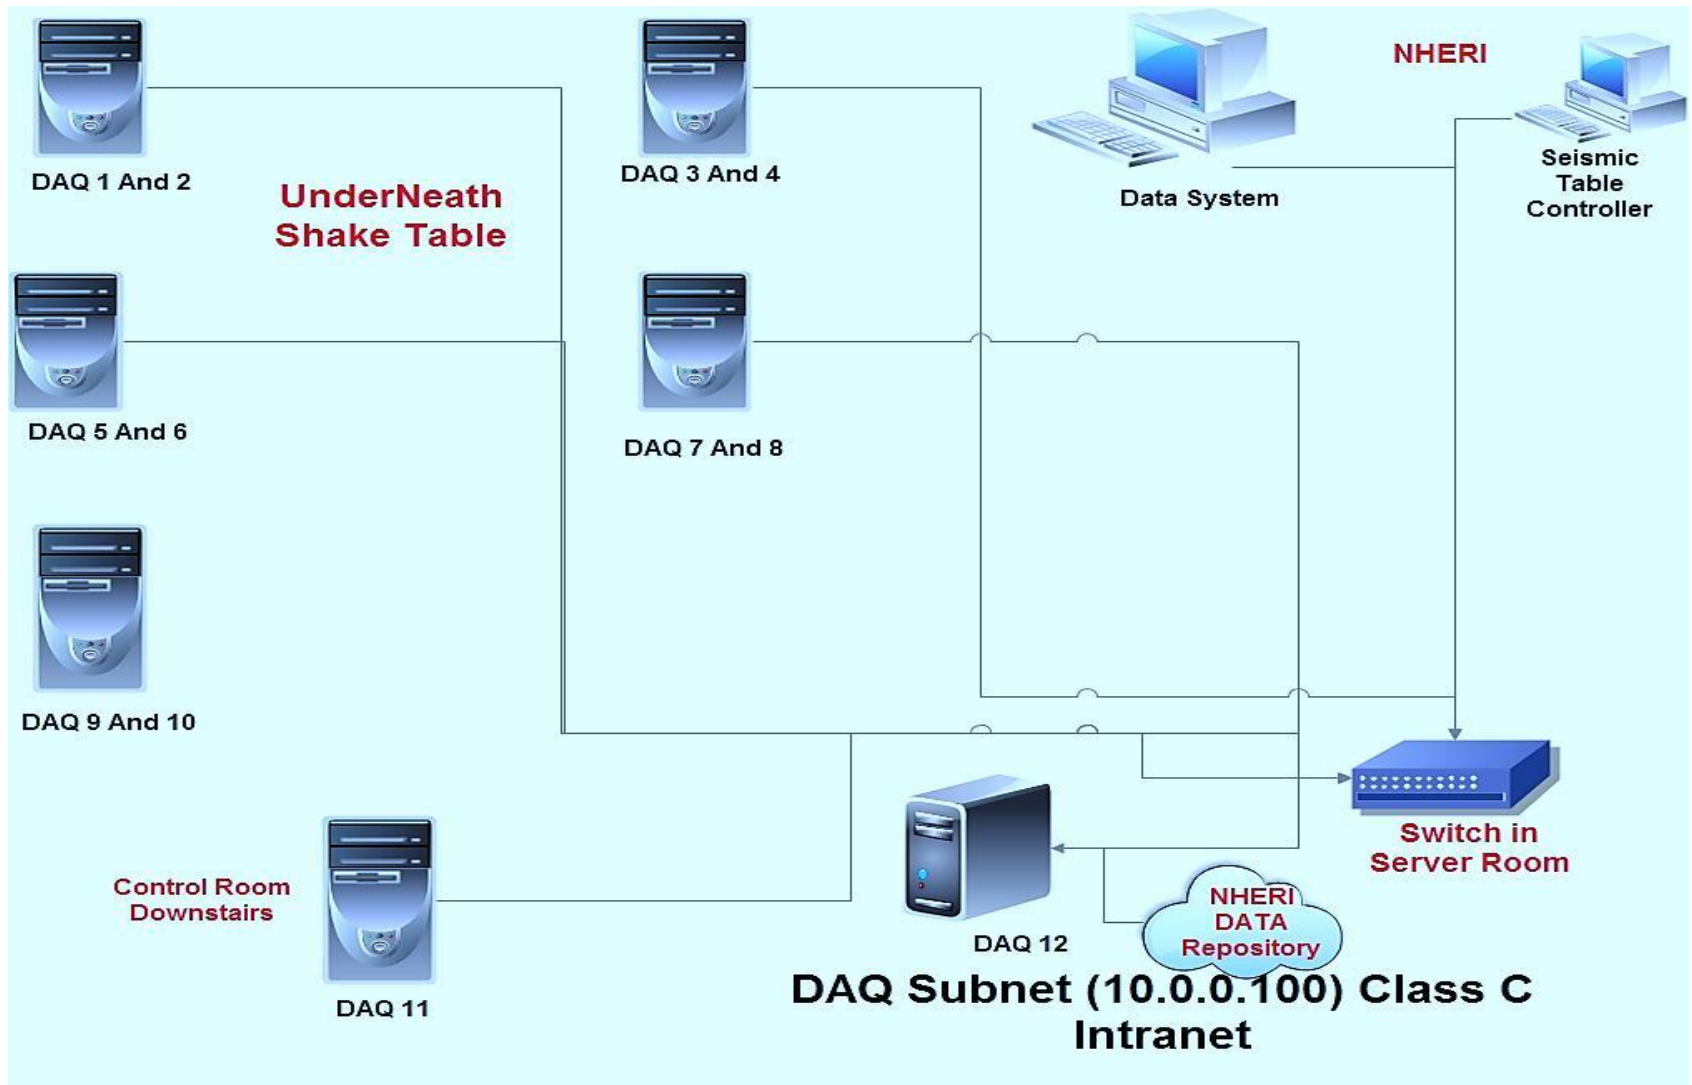 NHERI
DAQ 1 And 2
DAQ 3 And 4
Data System
Seismic
Table
Controller
UnderNeath
Shake Table
DAQ 5 And 6
DAQ 7 And 8
DAQ 9 And 10
Switch in
Server Room
Control Room
Downstairs
NHERI
DATA
Repository
DAQ 12
DAQ 11
DAQ Subnet (10.0.0.100) Class C
Intranet